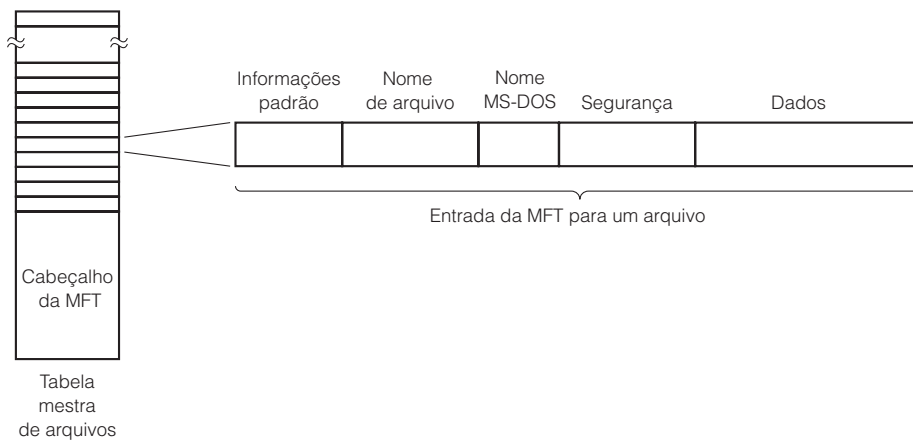 Informações
padrão
Nome
de arquivo
Nome
MS-DOS
Segurança
Dados
Entrada da MFT para um arquivo
Cabeçalho
da MFT
Tabela
mestra
de arquivos